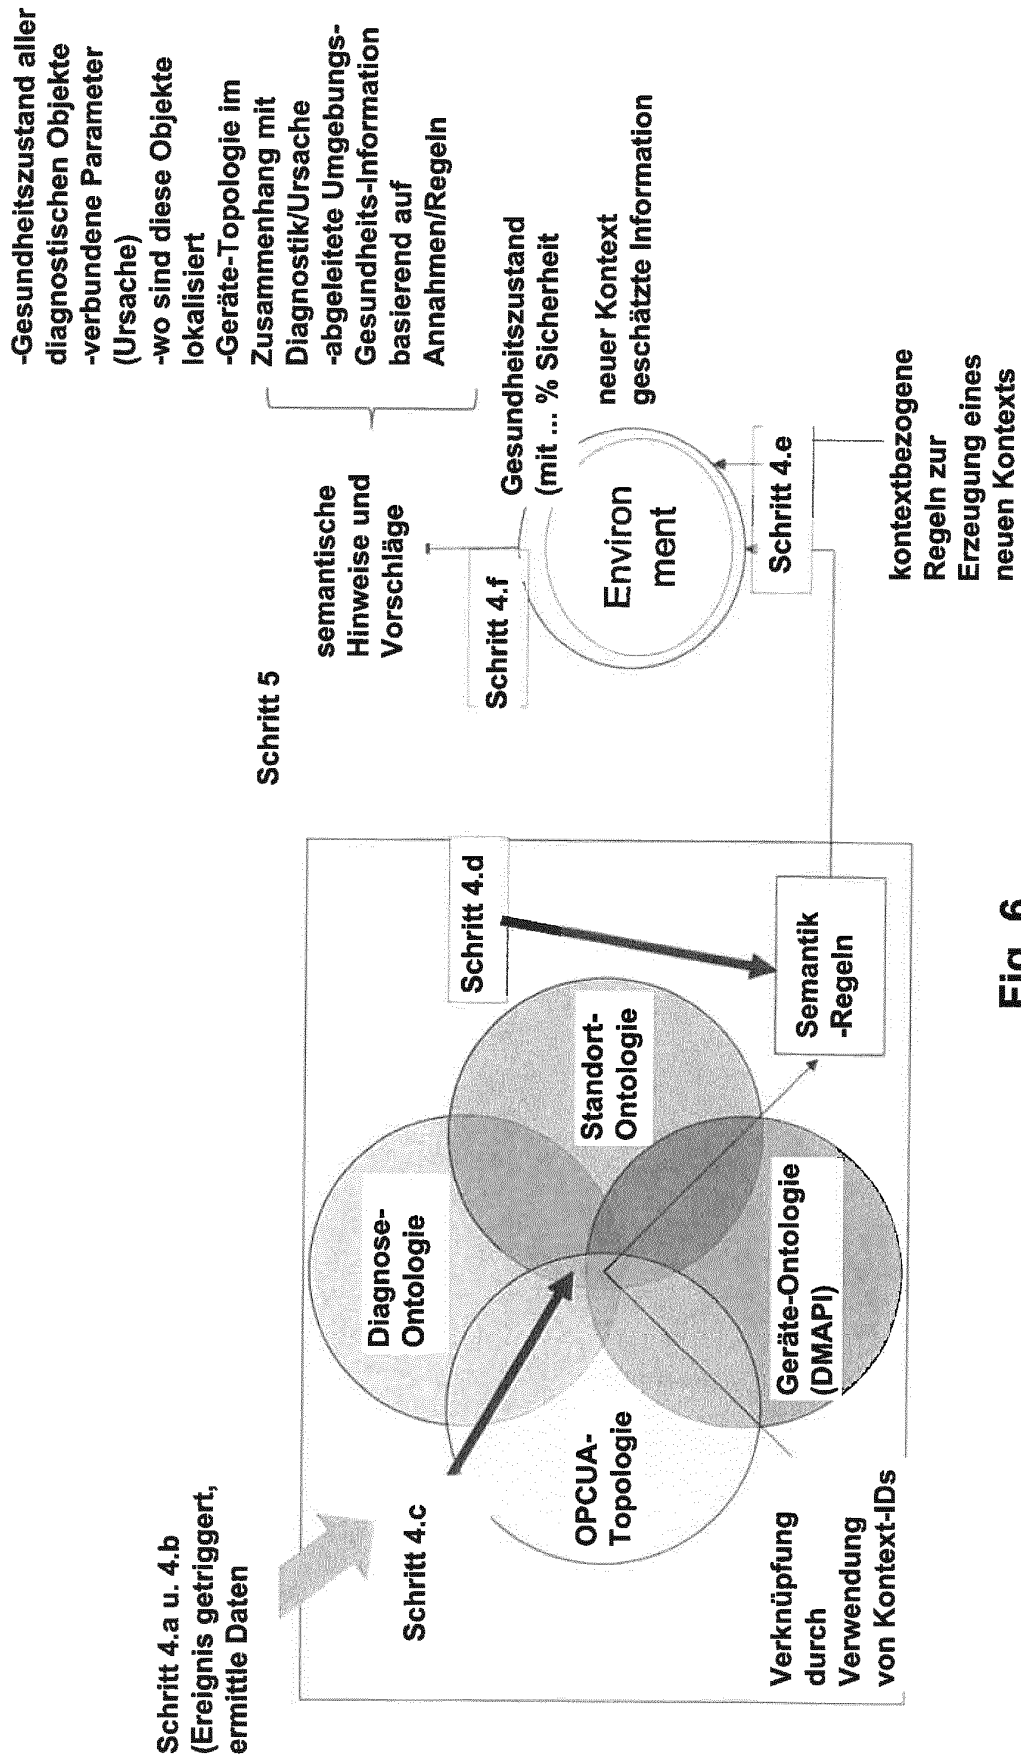 Schritt 4.a u. 4.b
(Ereignis getriggert,
ermittle Daten
Schritt 4.c
Diagnose-
Ontologie
OPCUA-
Topologie
Standort-
Ontologie
Geräte-Ontologie
(DMAPI)
Verknüpfung
durch
Verwendung
von Kontext-IDs
Schritt 4.d
Semantik
-Regeln
Schritt 5
semantische
Hinweise und
Vorschläge
Schritt 4.f
Environ
ment
Schritt 4.e
Gesundheitszustand
(mit ... % Sicherheit
neuer Kontext
geschätzte Information
kontextbezogene
Regeln zur
Erzeugung eines
neuen Kontexts
-Gesundheitszustand aller
diagnostischen Objekte
-verbundene Parameter
(Ursache)
-wo sind diese Objekte
lokalisiert
-Geräte-Topologie im
Zusammenhang mit
Diagnostik/Ursache
-abgeleitete Umgebungs-
Gesundheits-Information
basierend auf
Annahmen/Regeln
Fig. 6